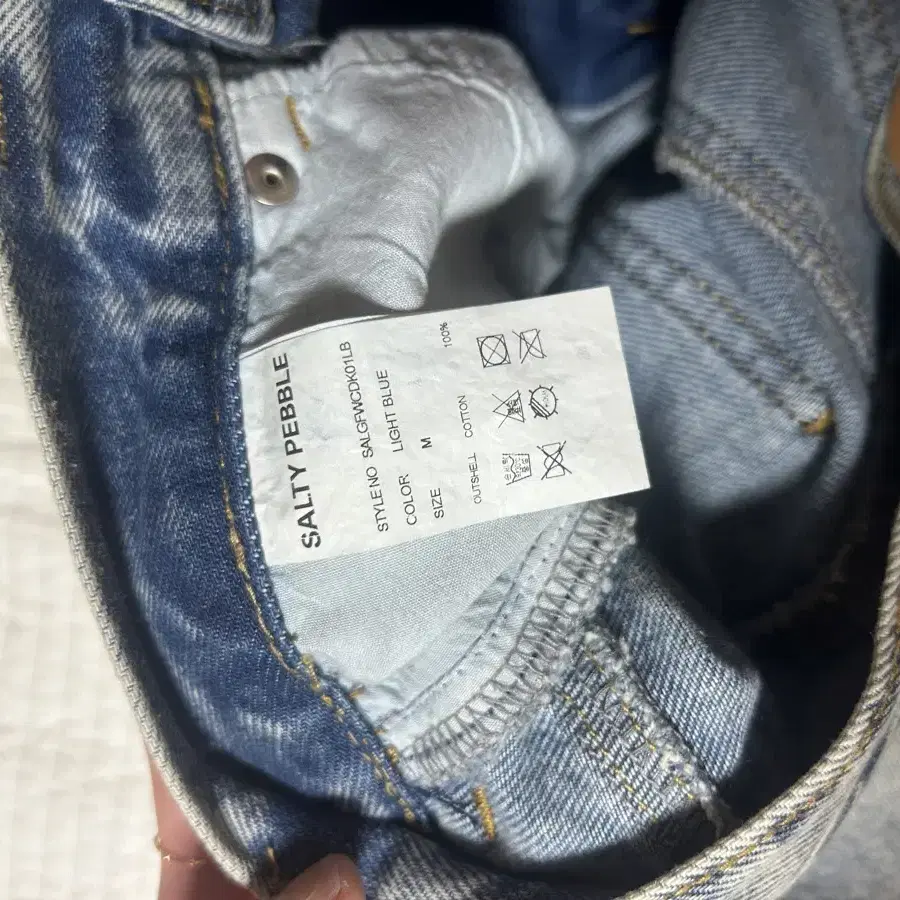 SALTY PEBBLE
STYLE NO SALGFWCDK01LB
COLOR LIGHT BLUE
SIZE M
OUTSHELL COTTON 100%